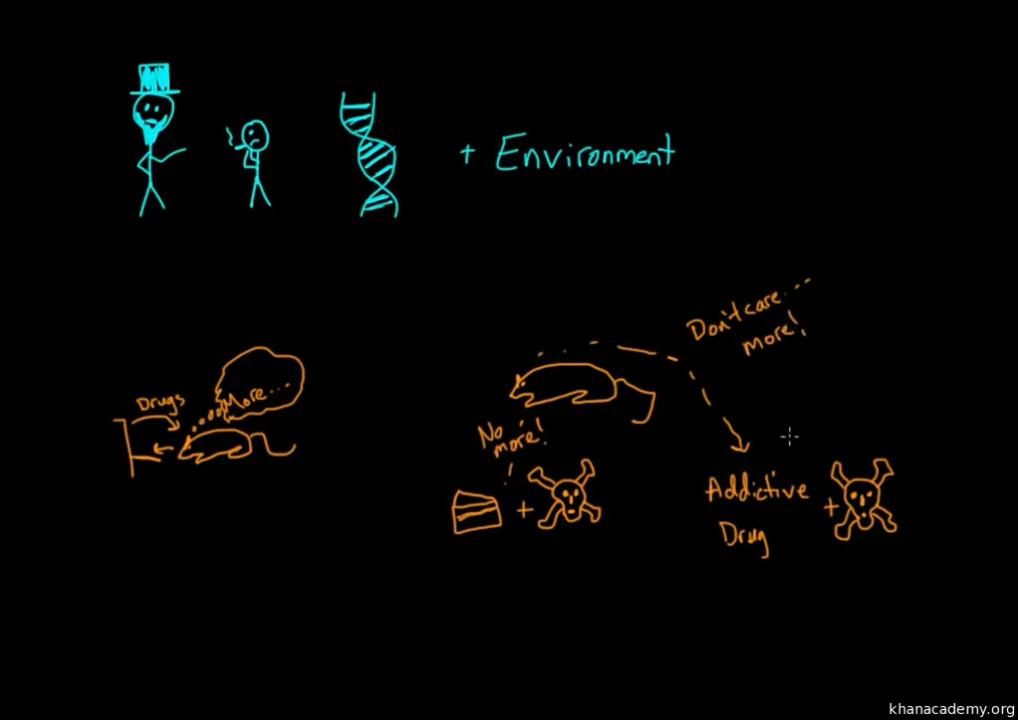 + Environment
Don't care...
more!
Drugs
More...
No
more!
+
Addictive
+
Drug
khanacademy.org